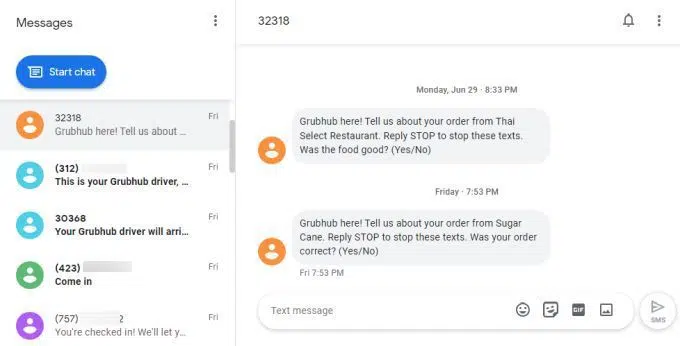 Messages
Start chat
32318
Fri
Grubhub here! Tell us about ...
(312)
Fri
This is your Grubhub driver, ...
30368
Fri
Your Grubhub driver will arri...
(423)
Fri
Come in
(757) 2
Fri
You're checked in! We'll let y...
32318
Monday, Jun 29 · 8:33 PM
Grubhub here! Tell us about your order from Thai
Select Restaurant. Reply STOP to stop these texts.
Was the food good? (Yes/No)
Friday · 7:53 PM
Grubhub here! Tell us about your order from Sugar
Cane. Reply STOP to stop these texts. Was your order
correct? (Yes/No)
Fri 7:53 PM
Text message
GIF
SMS